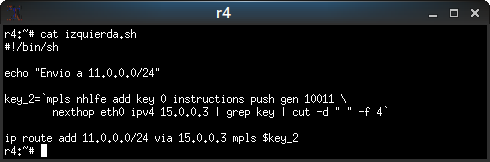 r4
r4:~# cat izquierda.sh
#!/bin/sh
echo "Envio a 11.0.0.0/24"
key_2=`mpls nhlfe add key 0 instructions push gen 10011 \
nexthop eth0 ipv4 15.0.0.3 | grep key | cut -d " " -f 4`
ip route add 11.0.0.0/24 via 15.0.0.3 mpls $key_2
r4:~#